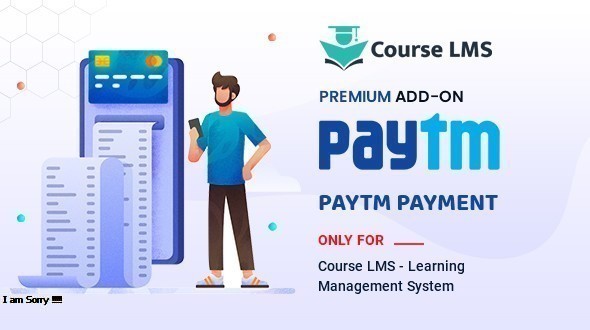 Course LMS
PREMIUM ADD-ON
paytm
PAYTM PAYMENT
ONLY FOR
Course LMS - Learning
Management System
I am Sorry !!!!